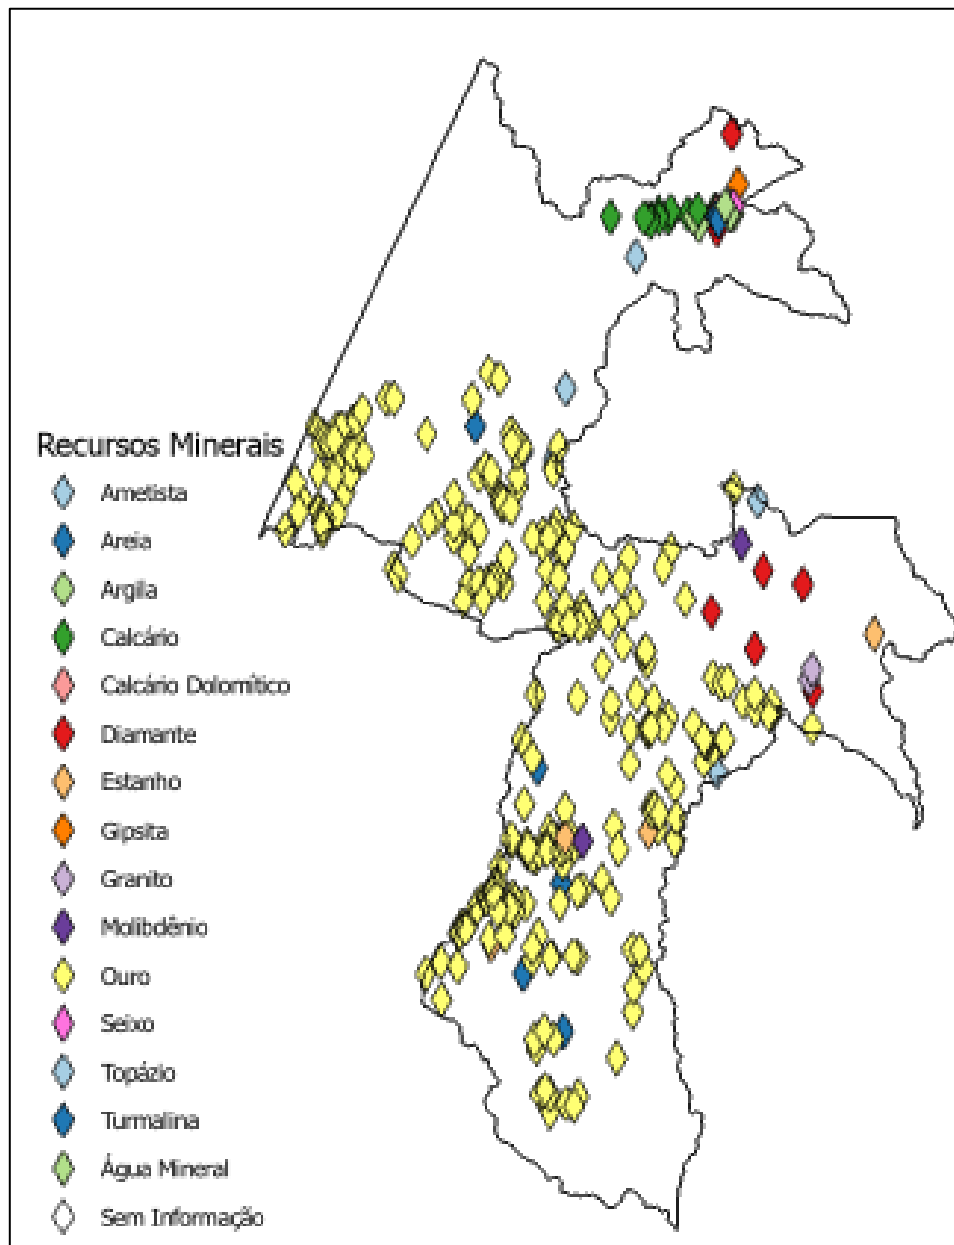 Recursos Minerais
Ametista
Areia
Argila
Calcário
Calcário Dolomítico
Diamante
Estanho
Gipsita
Granito
Molibdênio
Ouro
Seixo
Topázio
Turmalina
Água Mineral
Sem Informação